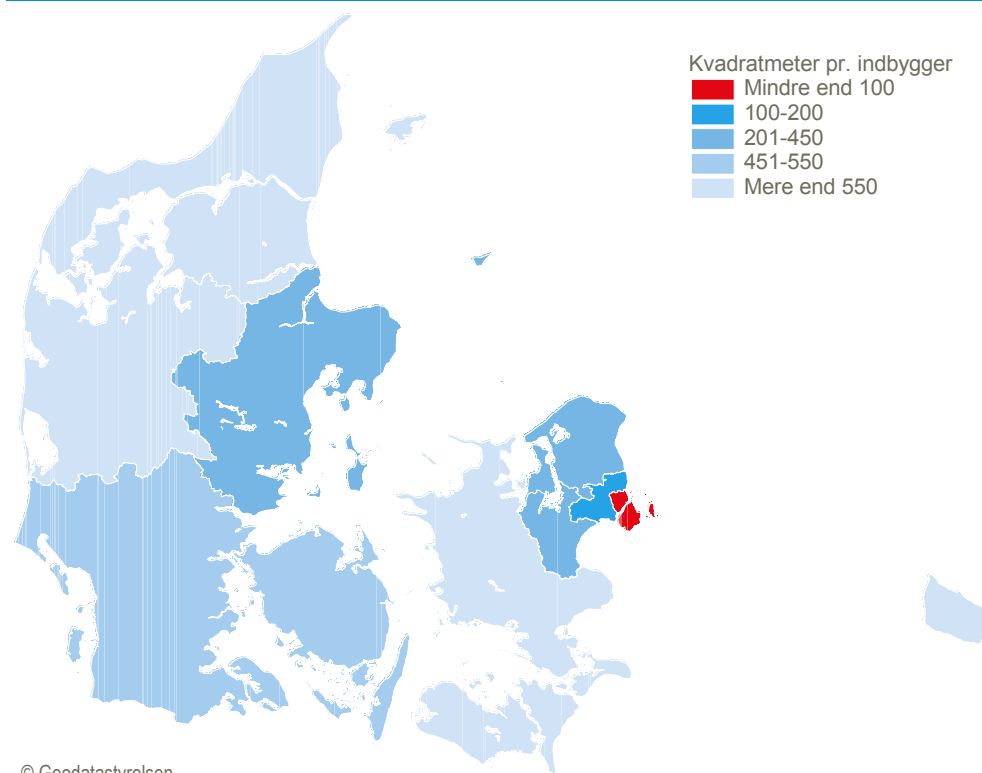 Kvadratmeter pr. indbygger
Mindre end 100
100-200
201-450
451-550
Mere end 550
© Geodatastyrelsen